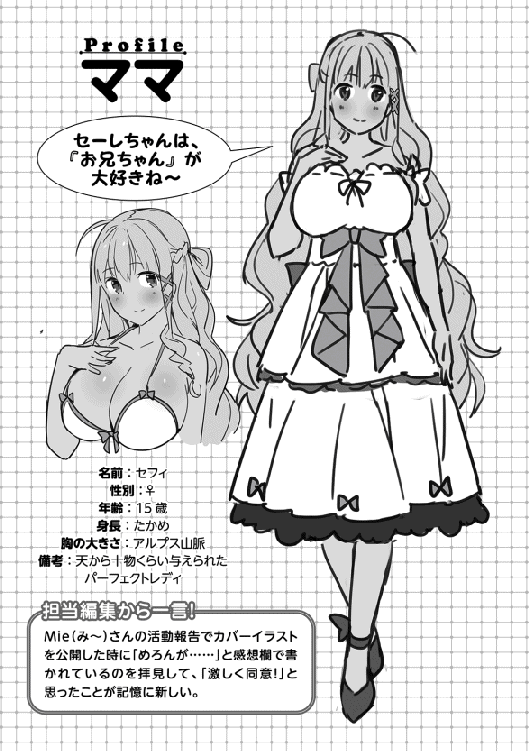 Profile
ママ
セーしちゃんは、
『お兄ちゃん』が
大好きね～
名前：セフィ
性別：♀
年齢：15歳
身長：たかめ
胸の大きさ：アルプス山脈
備考：天から十物くらい与えられた
パーフェクトレディ
担当編集から一言!
Mie(み～)さんの活動報告でカバーイラスト
を公開した時に「めろんが……」と感想欄で書
かれているのを拝見して、「激しく同意!」と
思ったことが記憶に新しい。